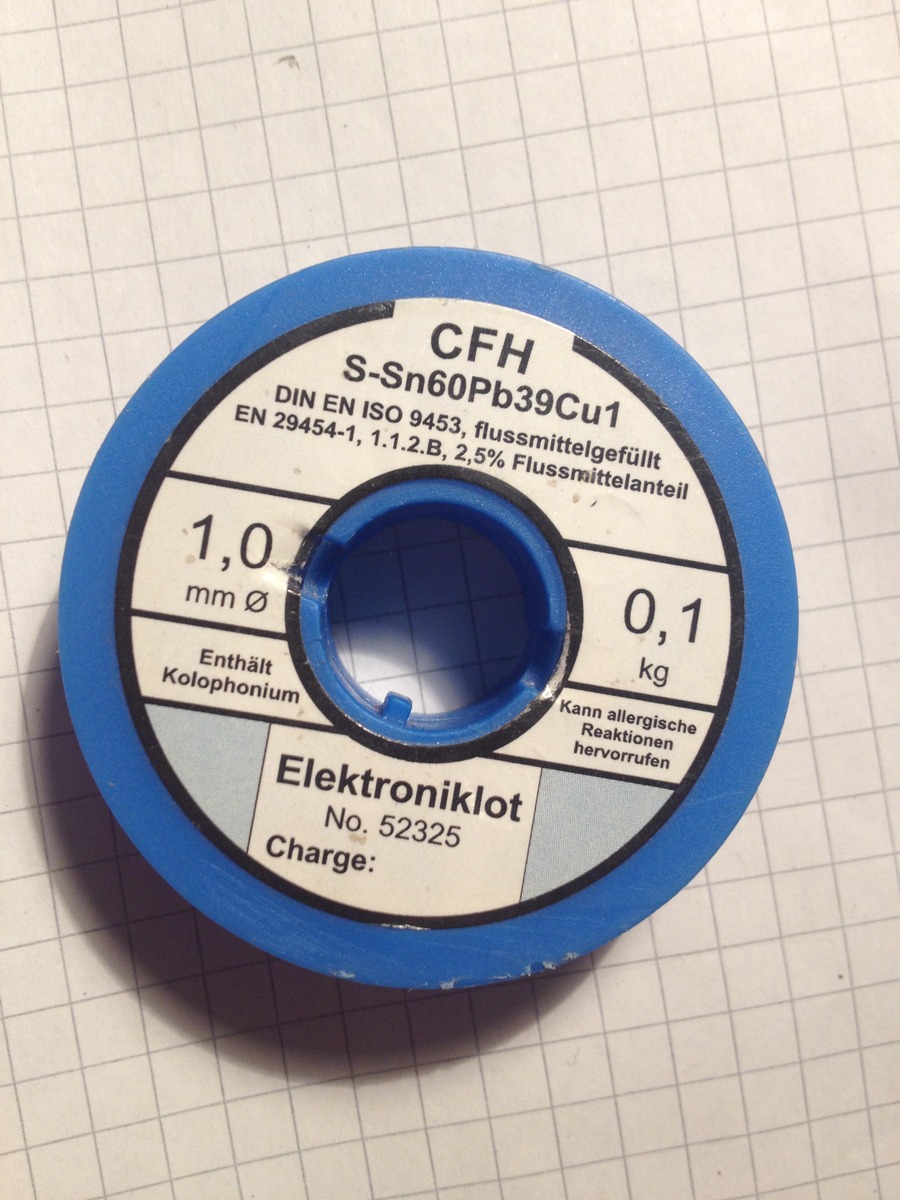 CFH
S-Sn60Pb39Cu1
DIN EN ISO 9453, flussmittelgefüllt
EN 29454-1, 1.1.2.B, 2,5% Flussmittelanteil
1,0
mm Ø
0,1
kg
Enthält
Kolophonium
Kann allergische
Reaktionen
hervorrufen
Elektroniklot
No. 52325
Charge: